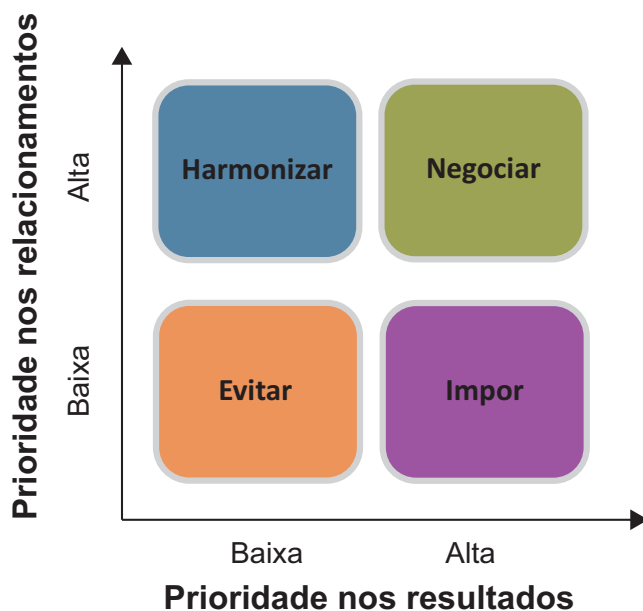 Prioridade nos relacionamentos
Alta
Baixa
Harmonizar
Negociar
Evitar
Impor
Baixa
Alta
Prioridade nos resultados